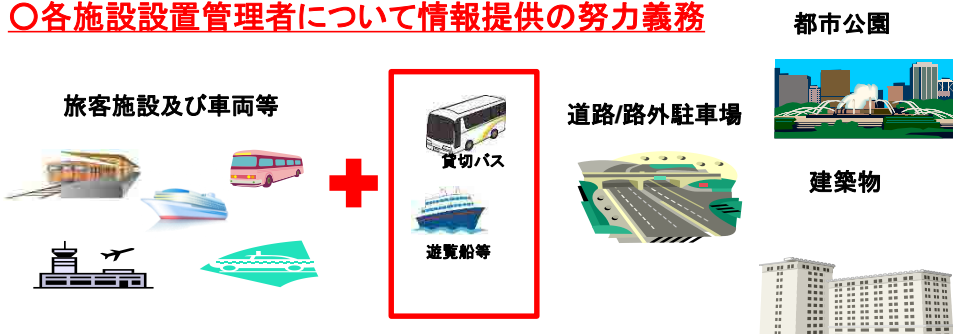 〇各施設設置管理者について情報提供の努力義務
旅客施設及び車両等
貸切バス
遊覧船等
道路/路外駐車場
都市公園
建築物